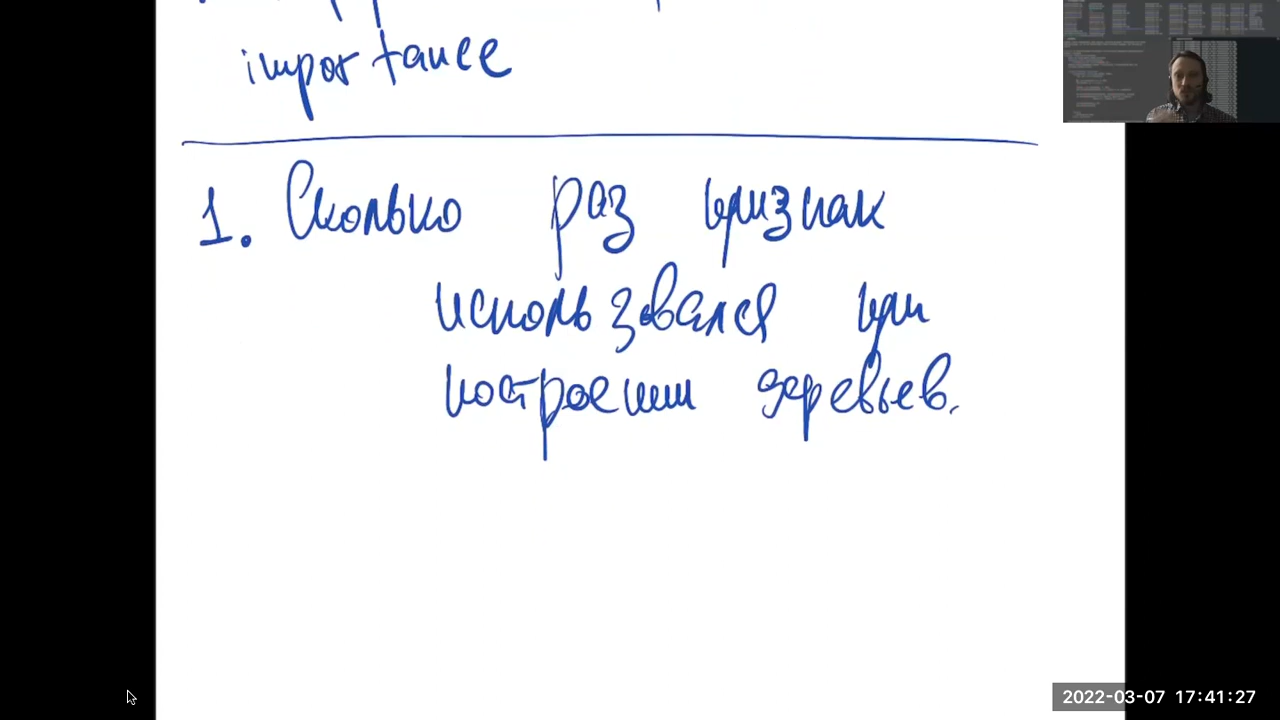 importance
1. Сколько раз признак
использовался при
построении деревьев.
2022-03-07 17:41:27